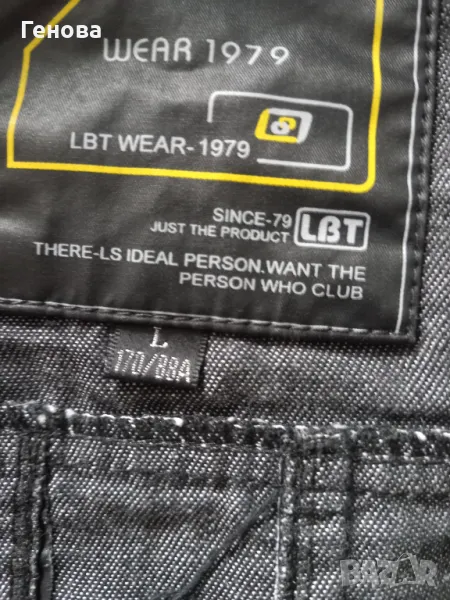 Генова
WEAR 1979
LBT WEAR-1979
SINCE-79
JUST THE PRODUCT
LBT
THERE-LS IDEAL PERSON.WANT THE
PERSON WHO CLUB
L
170/88A
BAZAR